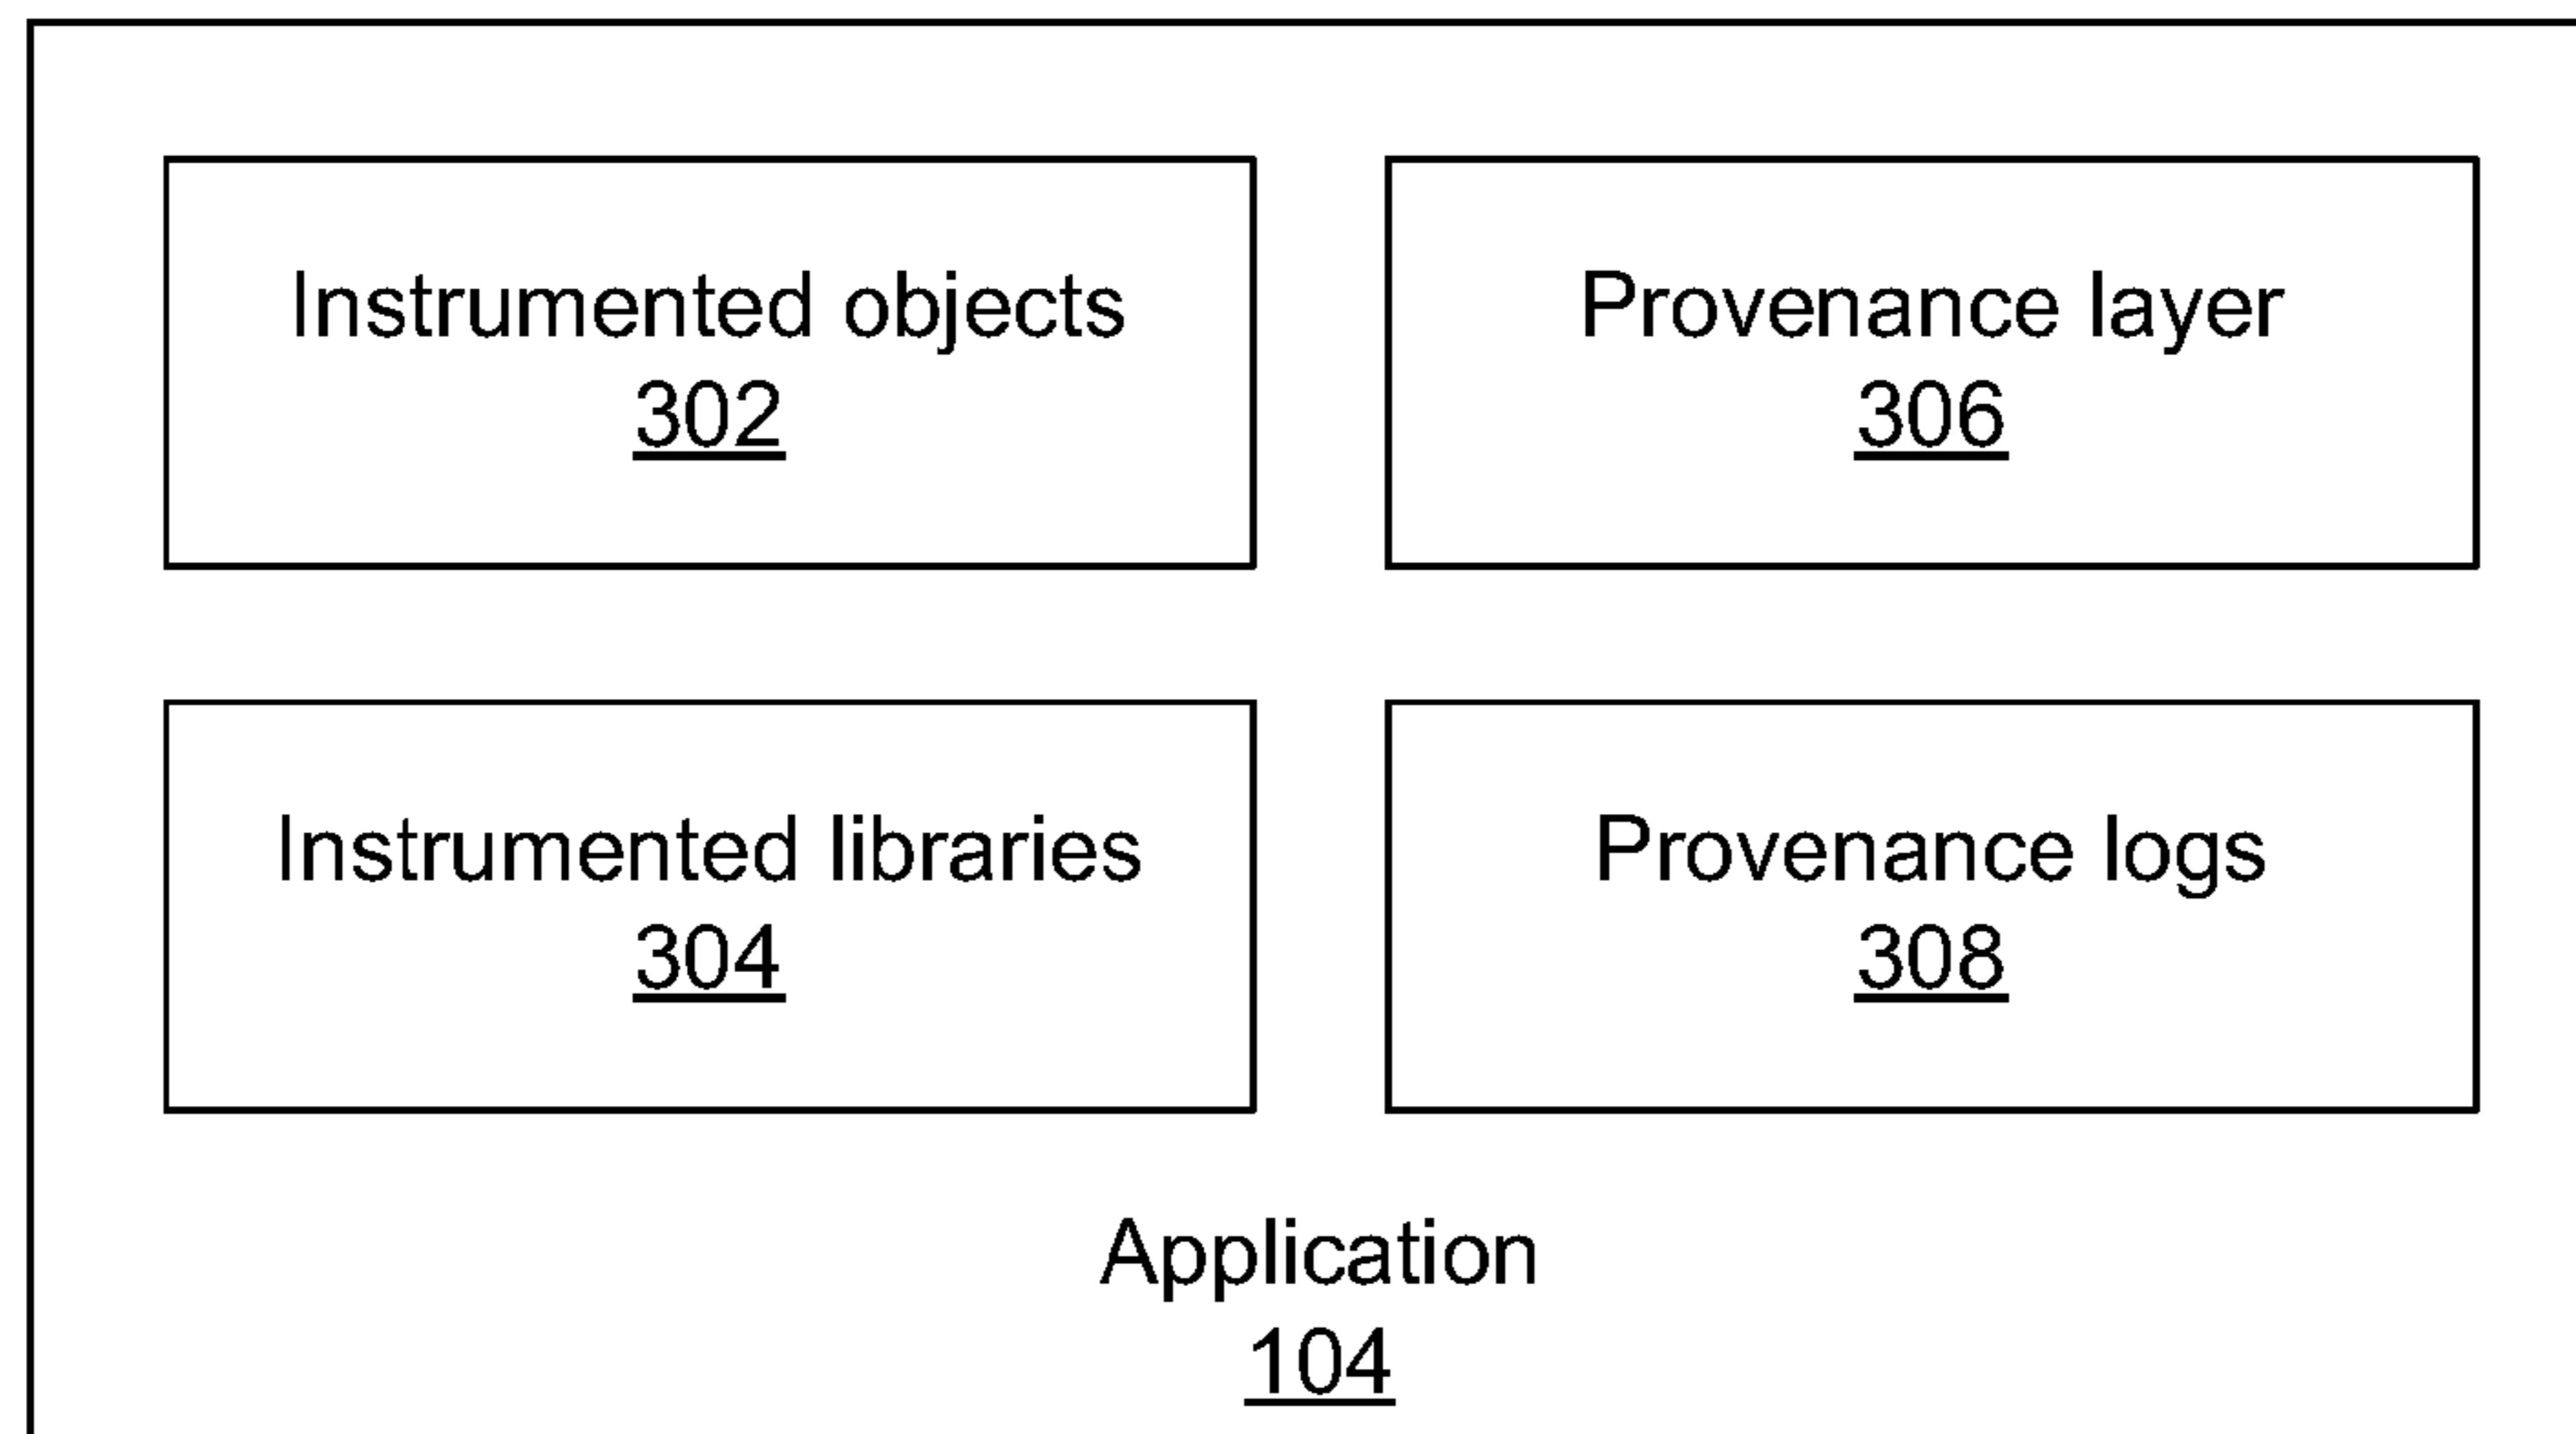 Instrumented objects
302
Provenance layer
306
Instrumented libraries
304
Provenance logs
308
Application
104